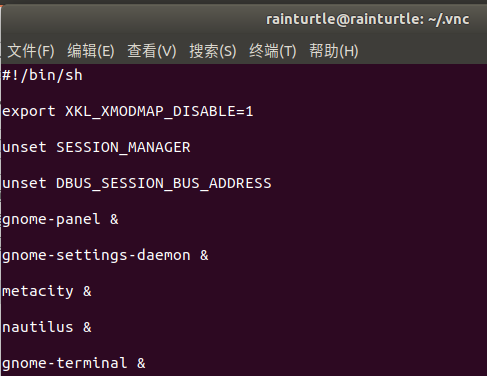 rainturtle@rainturtle: ~/.vnc
文件(F) 编辑(E) 查看(V) 搜索(S) 终端(T) 帮助(H)
#!/bin/sh
export XKL_XMODMAP_DISABLE=1
unset SESSION_MANAGER
unset DBUS_SESSION_BUS_ADDRESS
gnome-panel &
gnome-settings-daemon &
metacity &
nautilus &
gnome-terminal &